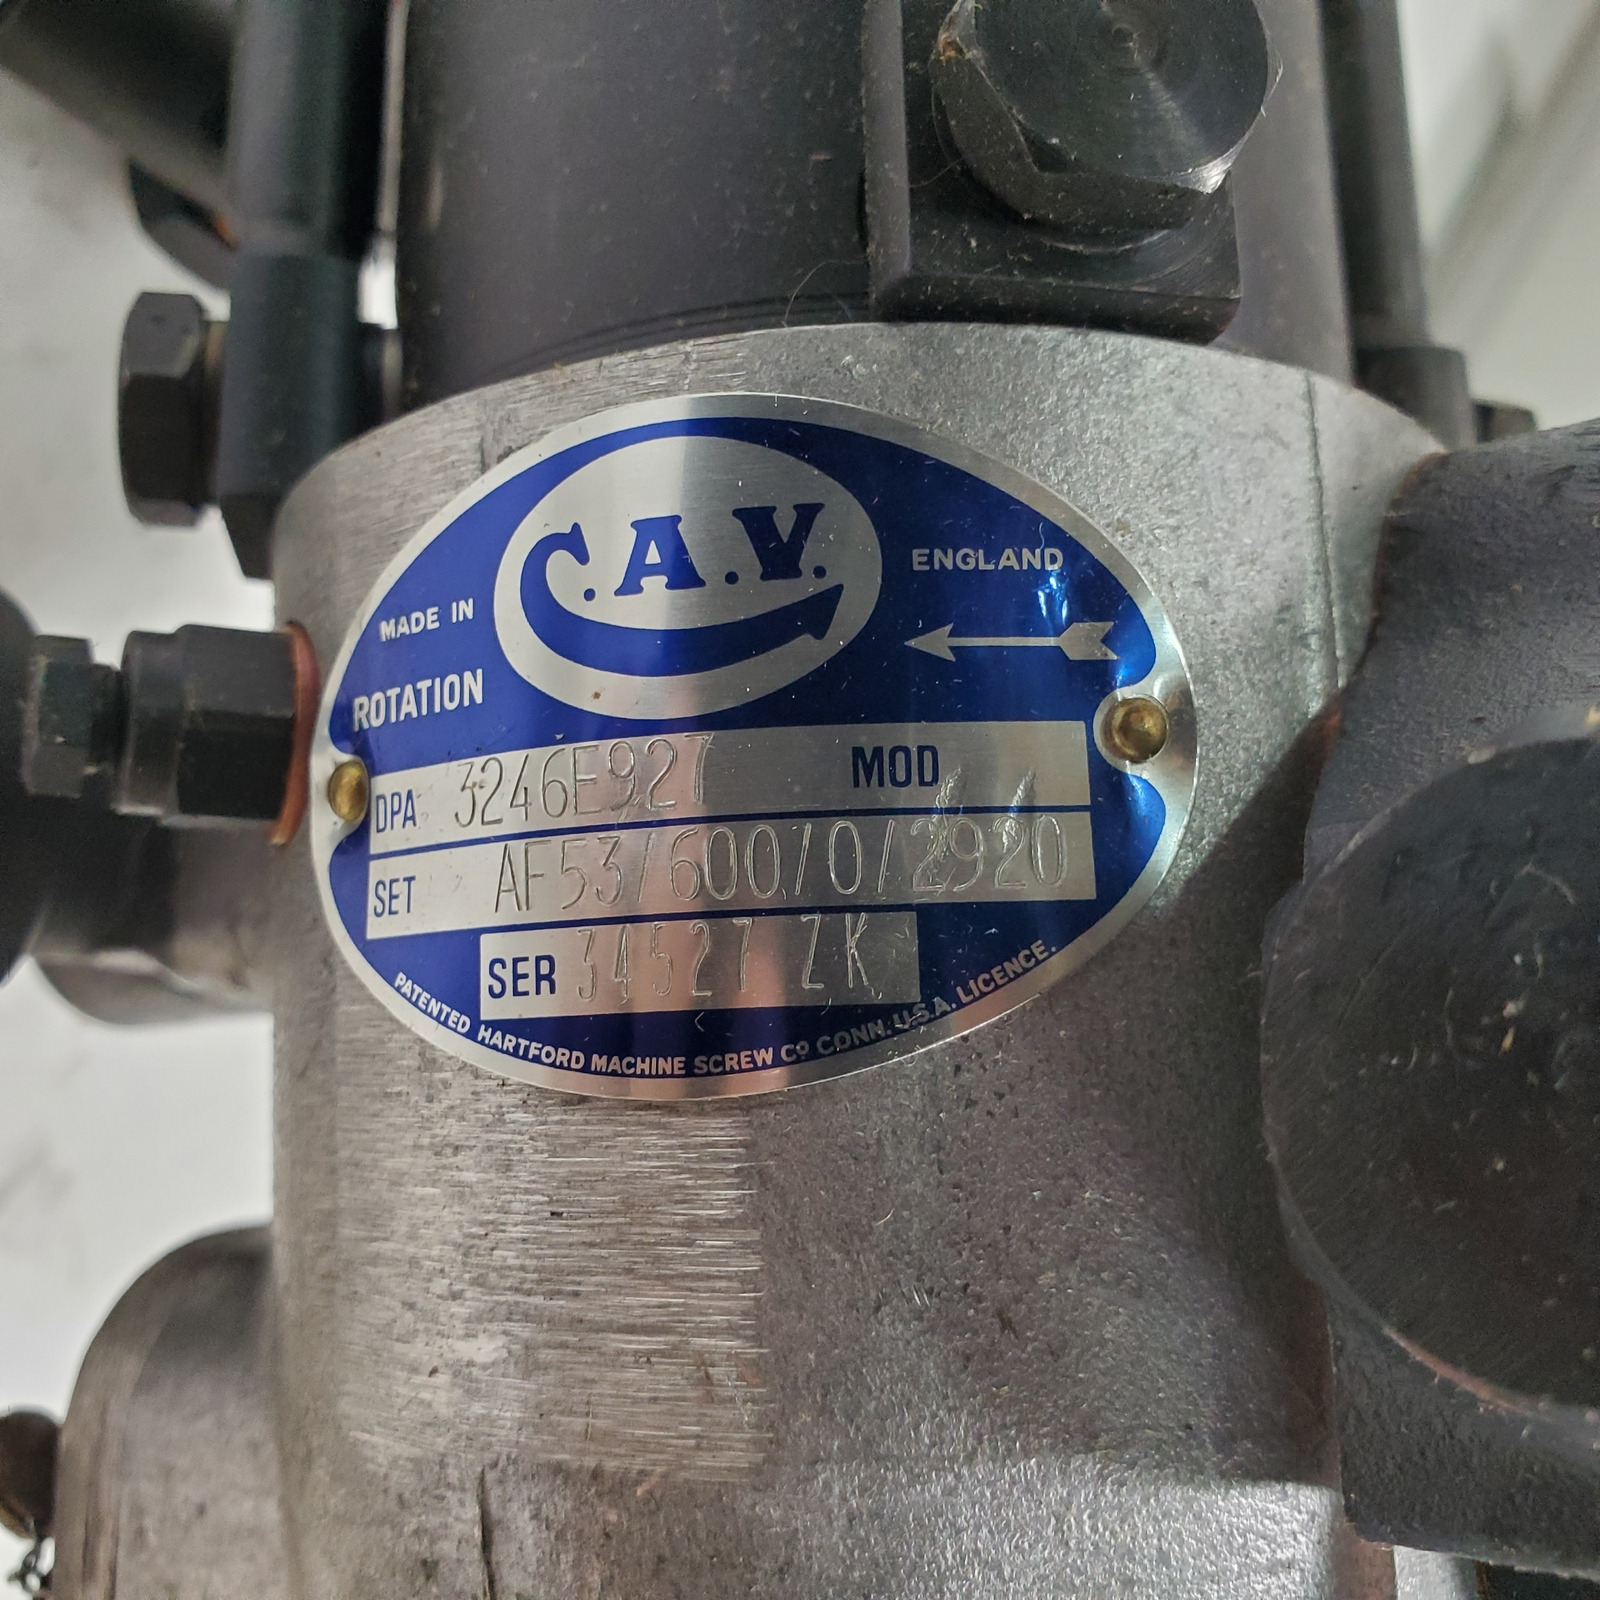 C.A.V.
MADE IN ENGLAND
ROTATION
DPA 3246E927 MOD
SET AF53/600/0/2920
SER 34527 ZK
PATENTED HARTFORD MACHINE SCREW Cº CONN. U.S.A. LICENCE.